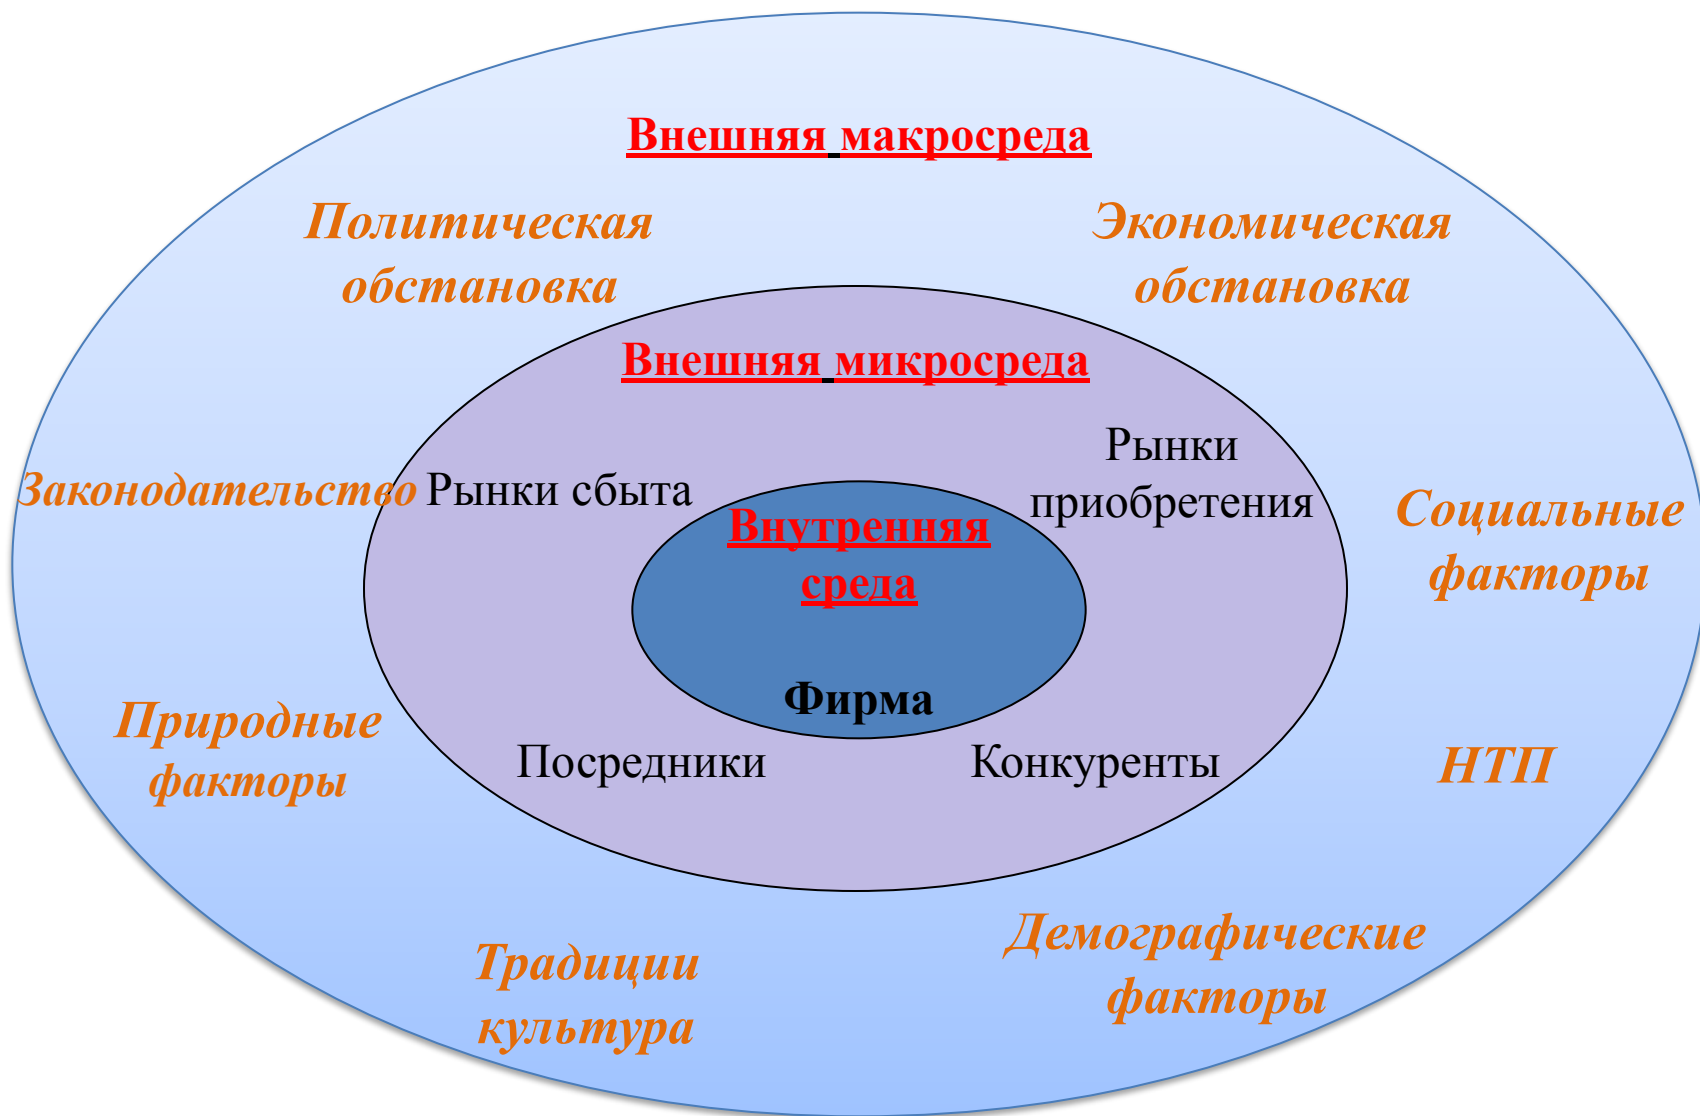 Внешняя макросреда
Политическая
обстановка
Экономическая
обстановка
Внешняя микросреда
Законодательство
Рынки сбыта
Рынки
приобретения
Социальные
факторы
Внутренняя
среда
Фирма
Природные
факторы
Посредники
Конкуренты
НТП
Традиции
культура
Демографические
факторы